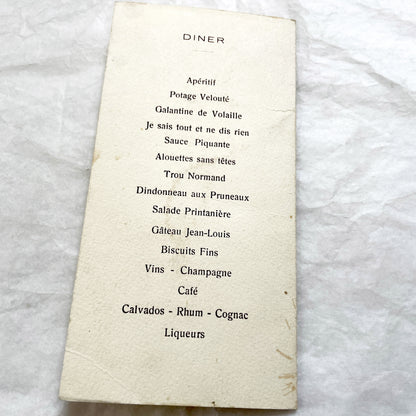 DINER
Apéritif
Potage Velouté
Galantine de Volaille
Je sais tout et ne dis rien
Sauce Piquante
Alouettes sans têtes
Trou Normand
Dindonneau aux Pruneaux
Salade Printanière
Gâteau Jean-Louis
Biscuits Fins
Vins - Champagne
Café
Calvados - Rhum - Cognac
Liqueurs